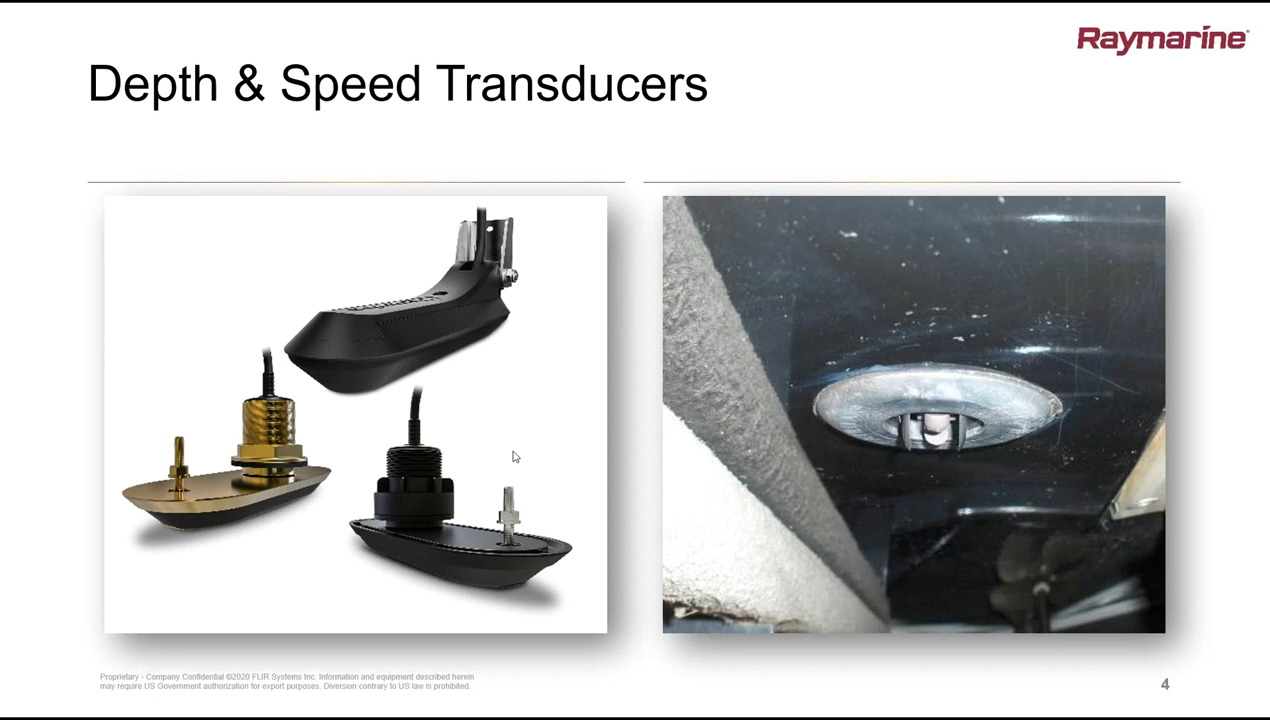 Raymarine
Depth & Speed Transducers
Proprietary - Company Confidential ©2020 FLIR Systems Inc. Information and equipment described herein
may require US Government authorization for export purposes. Diversion contrary to US law is prohibited.
4